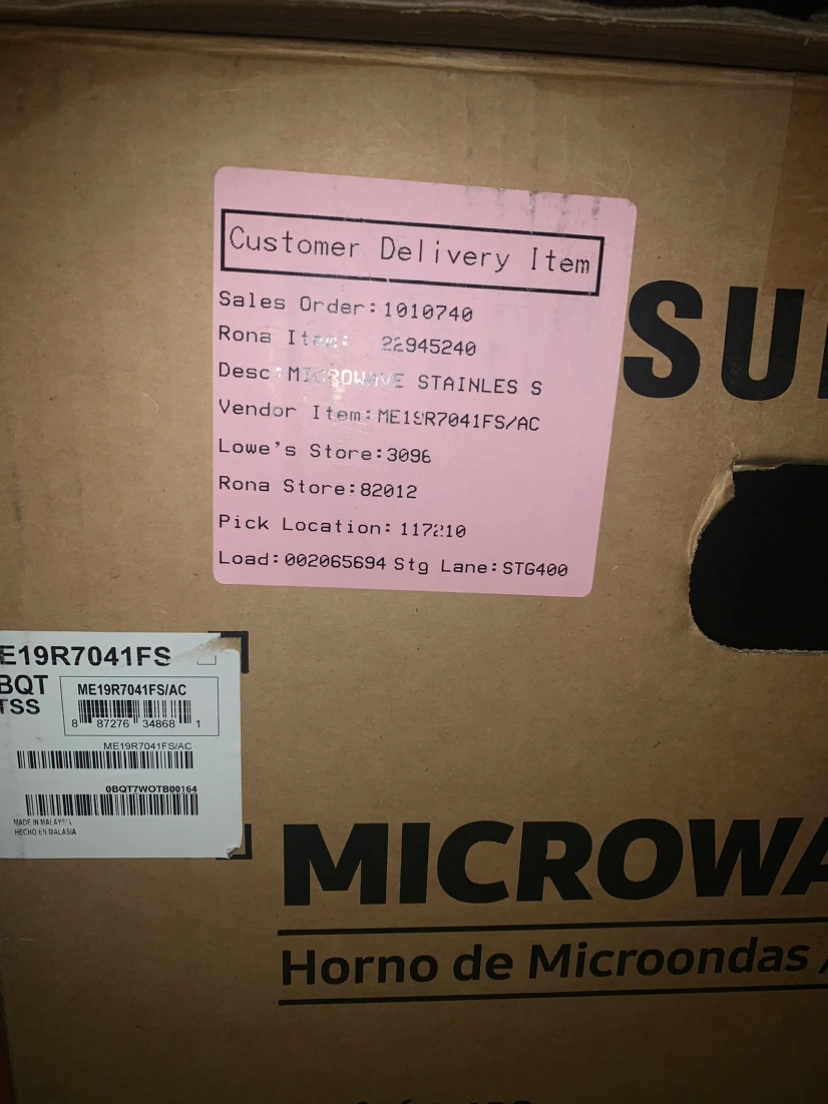 Customer Delivery Item
Sales Order:1010740
Rona Item: 22945240
Desc:MICROWAVE STAINLES S
Vendor Item:ME19R7041FS/AC
Lowe's Store:3096
Rona Store:82012
Pick Location:117210
Load:002065694 Stg Lane:STG400
SU
E19R7041FS
BQT
TSS
ME19R7041FS/AC
8 87276 34868 1
ME19R7041FS/AC
0BQT7WOTB00164
MADE IN MALAYSIA
HECHO EN MALASIA
MICROWA
Horno de Microondas